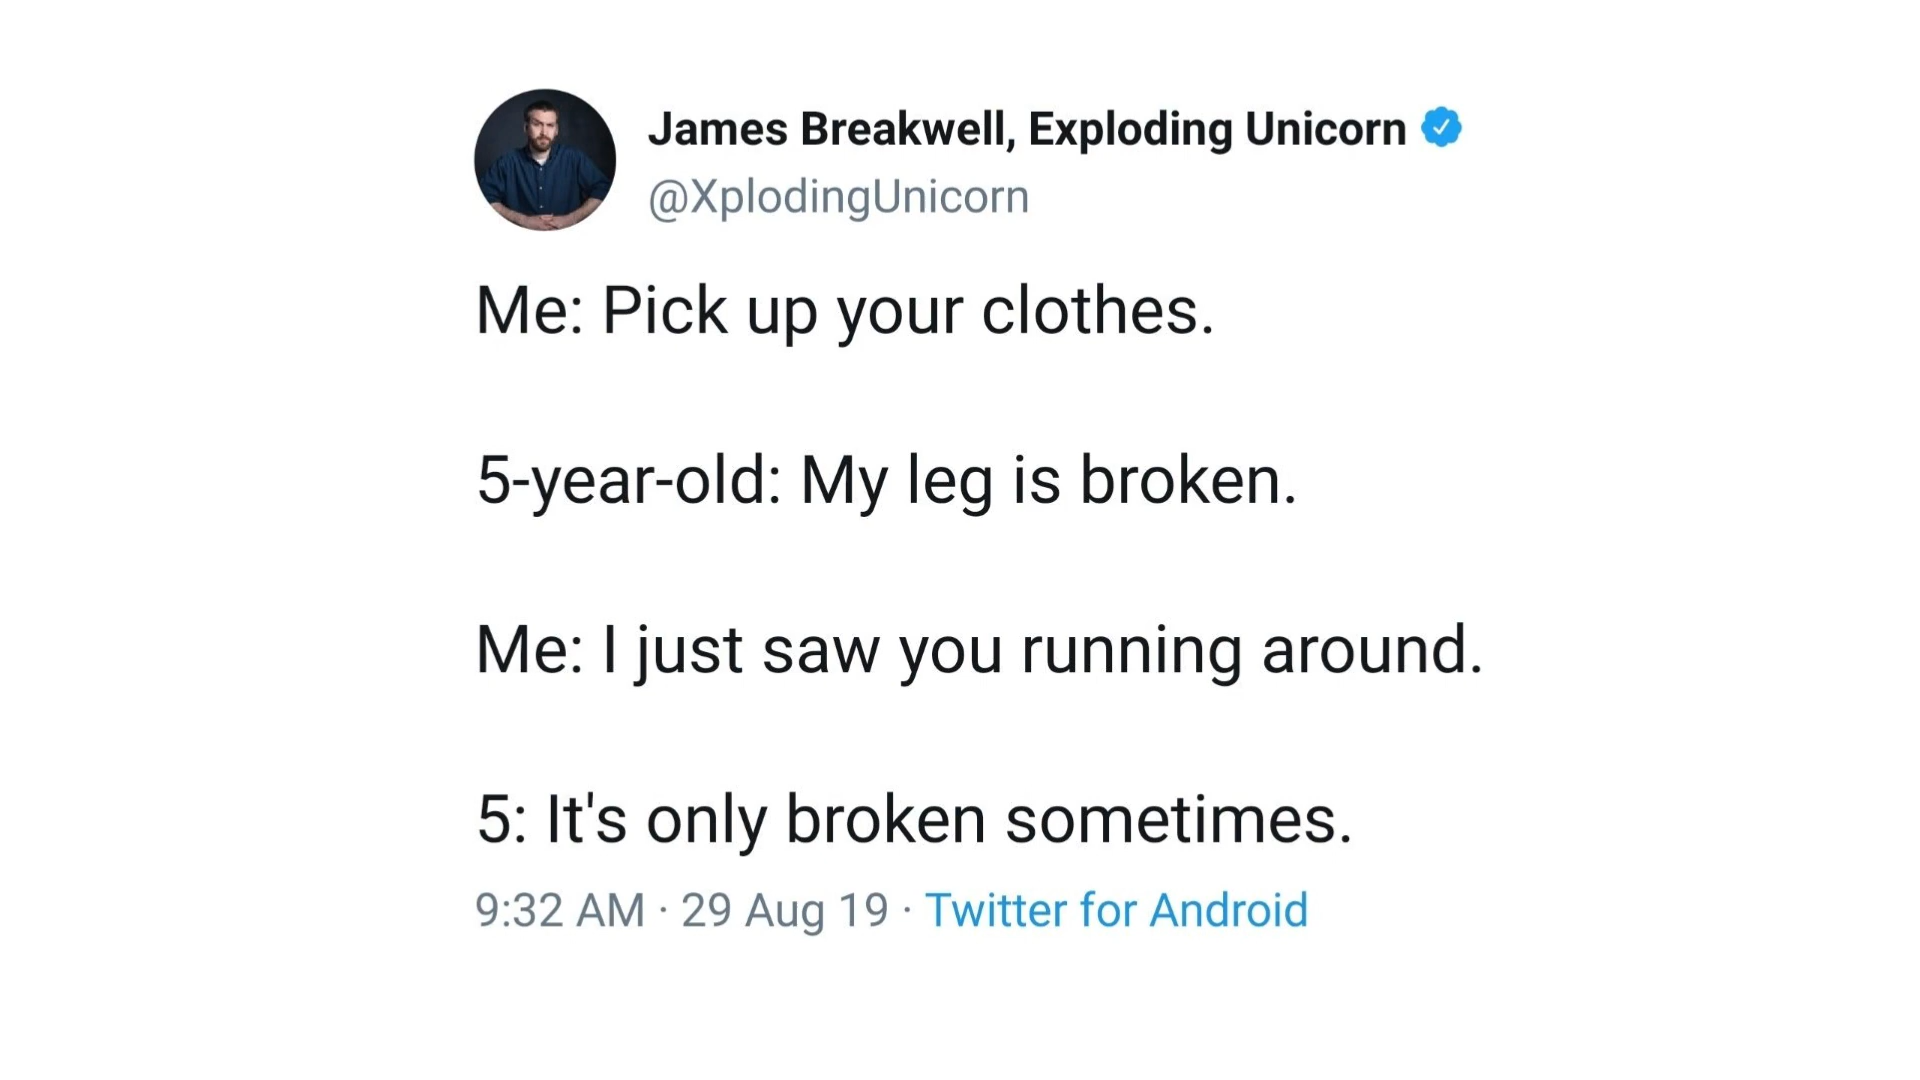 James Breakwell, Exploding Unicorn
@XplodingUnicorn
Me: Pick up your clothes.
5-year-old: My leg is broken.
Me: I just saw you running around.
5: It's only broken sometimes.
9:32 AM · 29 Aug 19 · Twitter for Android